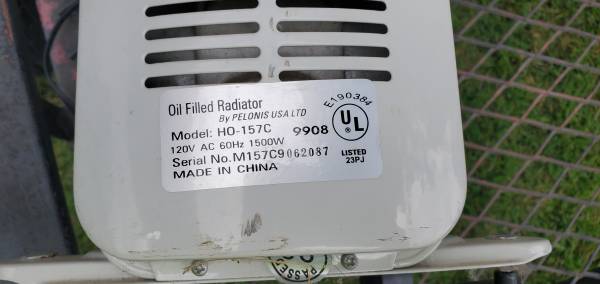 Oil Filled Radiator
By PELONIS USA LTD
Model: HO-157C 9908
120V AC 60Hz 1500W
Serial No.M157C9062087
MADE IN CHINA
E190384
UL
®
LISTED
23PJ
PASSED